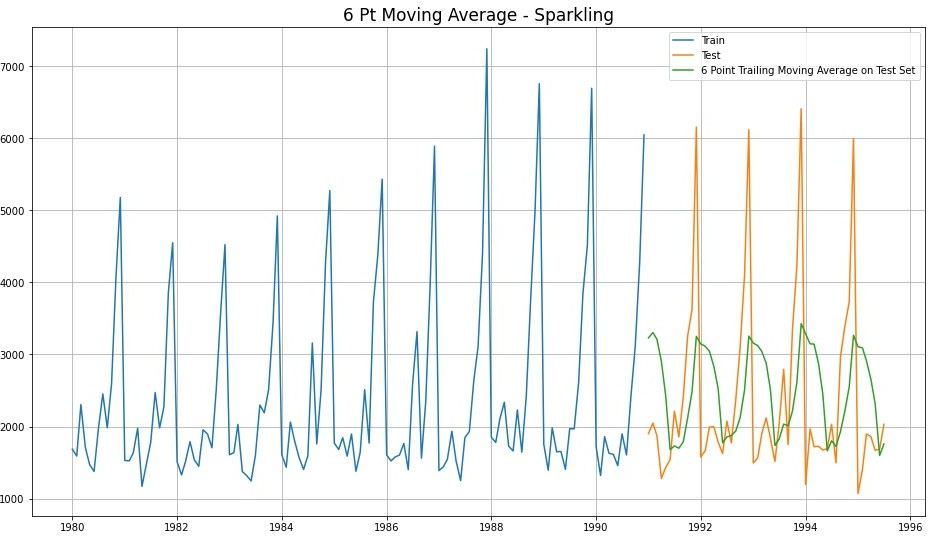 6 Pt Moving Average - Sparkling
Train
Test
6 Point Trailing Moving Average on Test Set
7000
6000
5000
4000
3000
2000
1000
1980 1982 1984 1986 1988 1990 1992 1994 1996